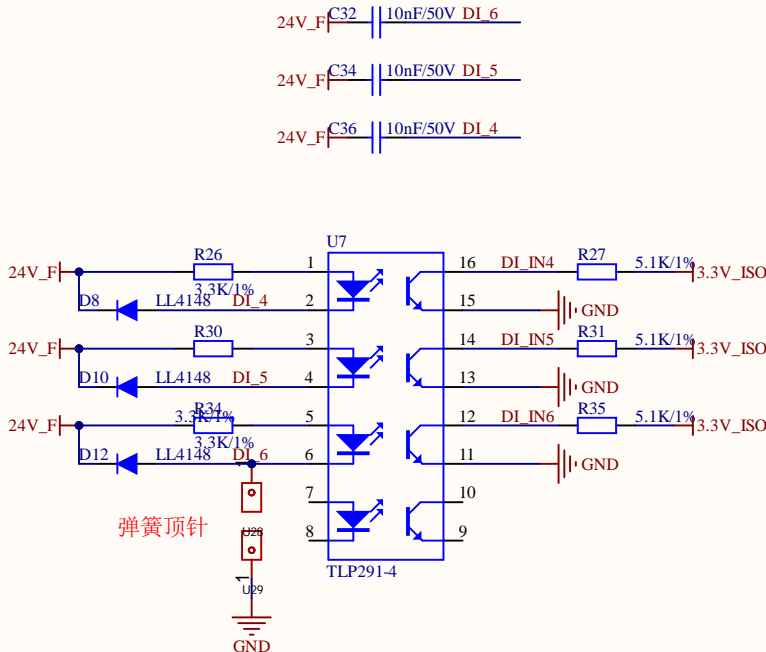 24V_F C32 10nF/50V DI_6
24V_F C34 10nF/50V DI_5
24V_F C36 10nF/50V DI_4
U7
24V_F R26 3.3K/1% 1 16 DI_IN4 R27 5.1K/1% 3.3V_ISO
D8 LL4148 DI_4 2 15 GND
24V_F R30 3 14 DI_IN5 R31 5.1K/1% 3.3V_ISO
D10 LL4148 DI_5 4 13 GND
3.3K/1%
24V_F R34 3.3K/1% 5 12 DI_IN6 R35 5.1K/1% 3.3V_ISO
D12 LL4148 DI_6 6 11 GND
1
7 10
弹簧顶针 U28
8 9
TLP291-4
1
U29
GND